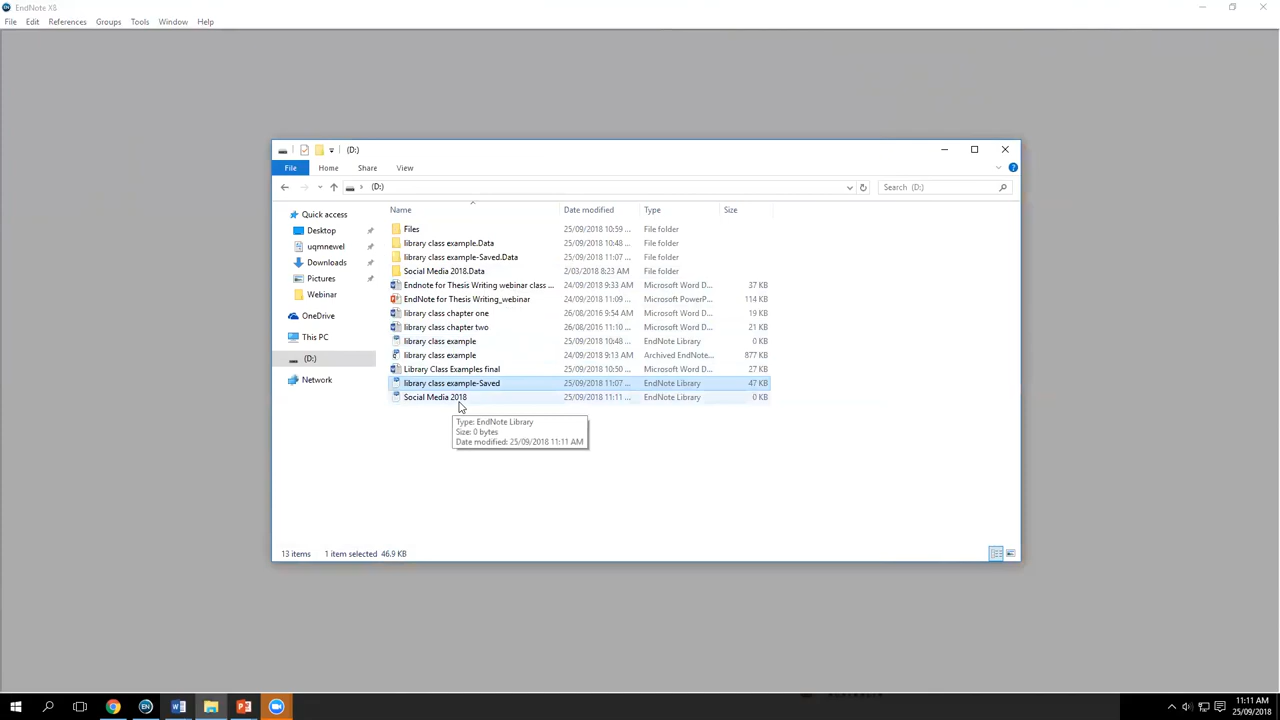 EndNote X8
File Edit References Groups Tools Window Help
(D:)
File Home Share View
(D:)
Search (D:)
Name Date modified Type Size
Quick access
Desktop
uqmnewel
Downloads
Pictures
Webinar
OneDrive
This PC
(D:)
Network
Files 25/09/2018 10:59 ... File folder
library class example.Data 25/09/2018 10:48 ... File folder
library class example-Saved.Data 25/09/2018 11:07 ... File folder
Social Media 2018.Data 2/03/2018 8:23 AM File folder
Endnote for Thesis Writing webinar class ... 24/09/2018 9:33 AM Microsoft Word D... 37 KB
EndNote for Thesis Writing_webinar 24/09/2018 11:09 ... Microsoft PowerP... 114 KB
library class chapter one 26/08/2016 9:54 AM Microsoft Word D... 19 KB
library class chapter two 26/08/2016 11:10 ... Microsoft Word D... 21 KB
library class example 25/09/2018 10:48 ... EndNote Library 0 KB
library class example 24/09/2018 9:13 AM Archived EndNote... 877 KB
Library Class Examples final 25/09/2018 10:50 ... Microsoft Word D... 27 KB
library class example-Saved 25/09/2018 11:07 ... EndNote Library 47 KB
Social Media 2018 25/09/2018 11:11 ... EndNote Library 0 KB
Type: EndNote Library
Size: 0 bytes
Date modified: 25/09/2018 11:11 AM
13 items 1 item selected 46.9 KB
11:11 AM
25/09/2018